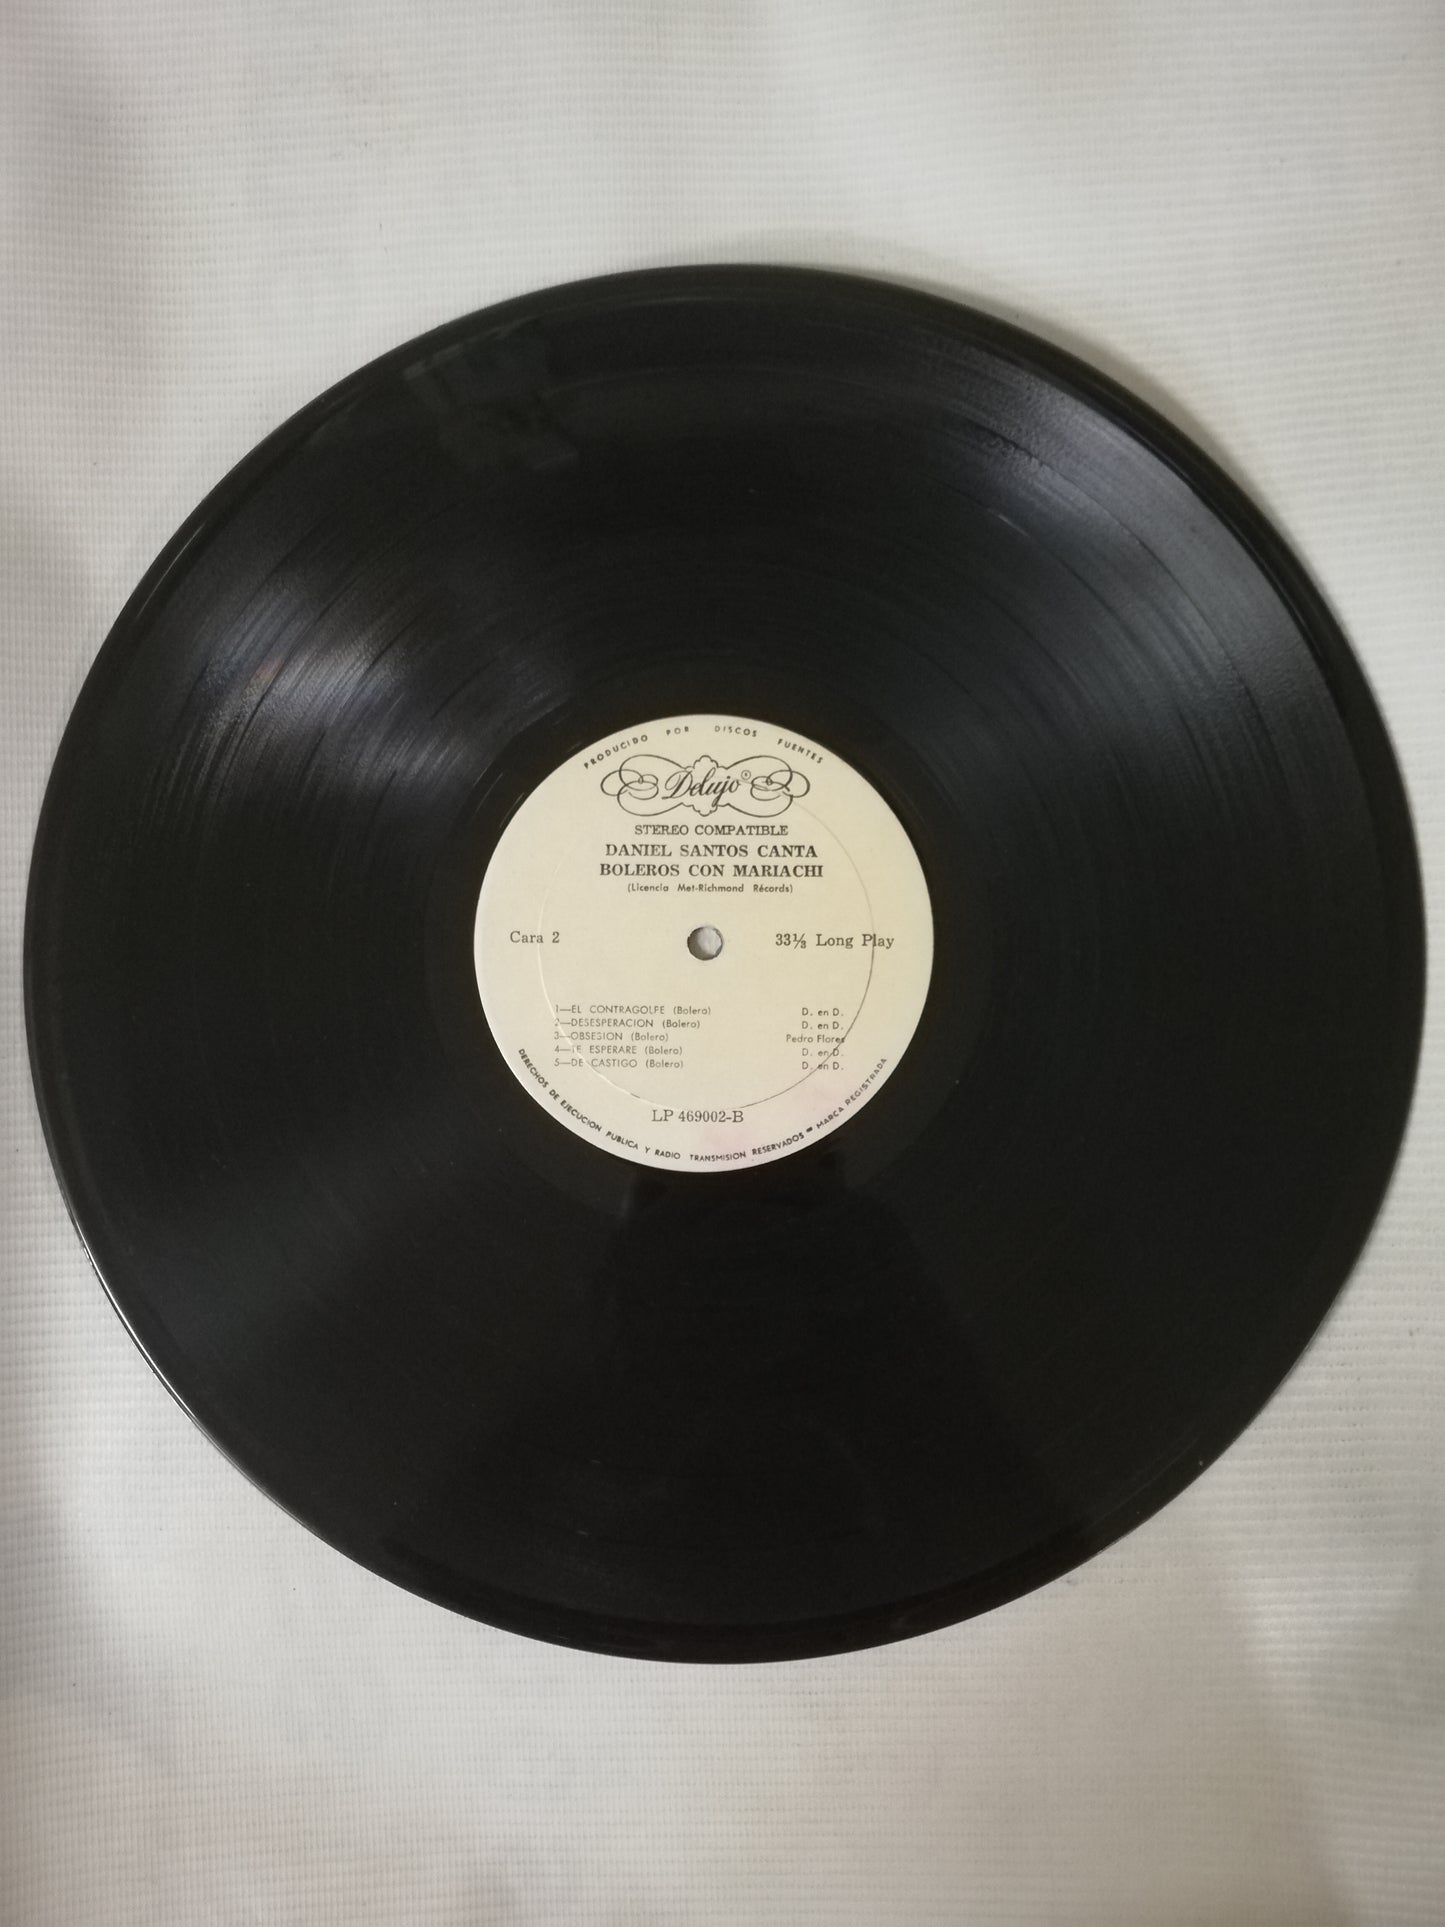 PRODUCIDO POR DISCOS FUENTES
Delujo ®
STEREO COMPATIBLE
DANIEL SANTOS CANTA
BOLEROS CON MARIACHI
(Licencia Met-Richmond Récords)
Cara 2 33⅓ Long Play
1—EL CONTRAGOLPE (Bolero) D. en D.
2—DESESPERACION (Bolero) D. en D.
3—OBSESION (Bolero) Pedro Flores
4—TE ESPERARE (Bolero) D. en D.
5—DE CASTIGO (Bolero) D. en D.
LP 469002-B
DERECHOS DE EJECUCION PUBLICA Y RADIO TRANSMISION RESERVADOS = MARCA REGISTRADA